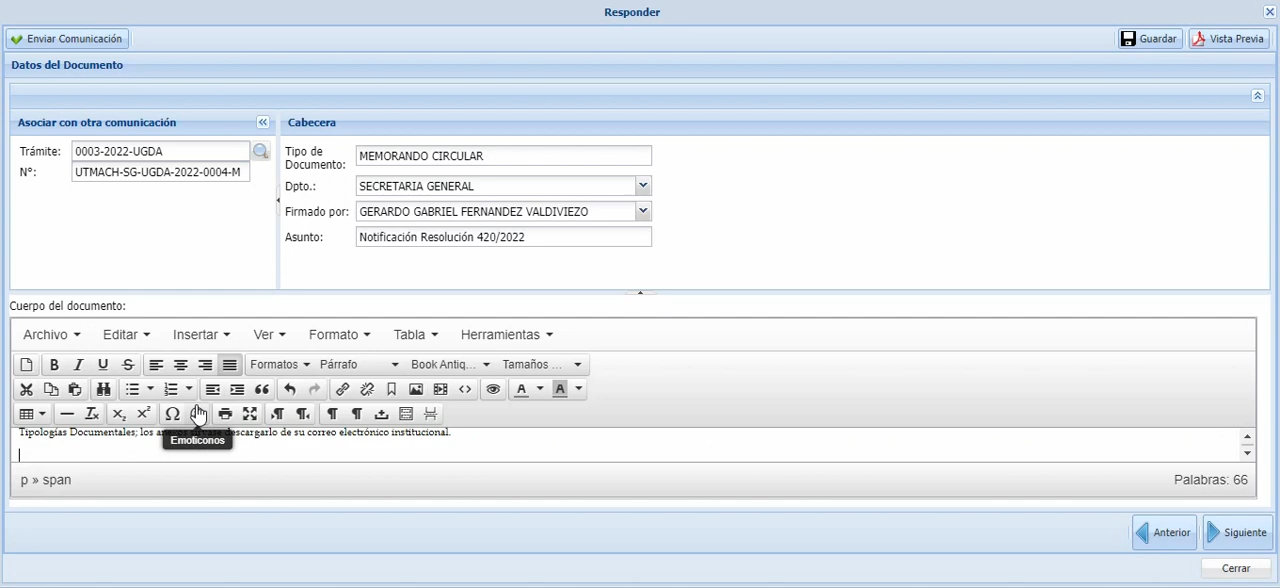 Responder
Enviar Comunicación
Guardar
Vista Previa
Datos del Documento
Asociar con otra comunicación
Cabecera
Trámite: 0003-2022-UGDA
N°: UTMACH-SG-UGDA-2022-0004-M
Tipo de Documento: MEMORANDO CIRCULAR
Dpto.: SECRETARIA GENERAL
Firmado por: GERARDO GABRIEL FERNANDEZ VALDIVIEZO
Asunto: Notificación Resolución 420/2022
Cuerpo del documento:
Archivo Editar Insertar Ver Formato Tabla Herramientas
B I U S Formatos Párrafo Book Antiq... Tamaños ...
A A
Ω
Tipologías Documentales; los descargarlo de su correo electrónico institucional.
Emoticonos
p » span
Palabras: 66
Anterior
Siguiente
Cerrar